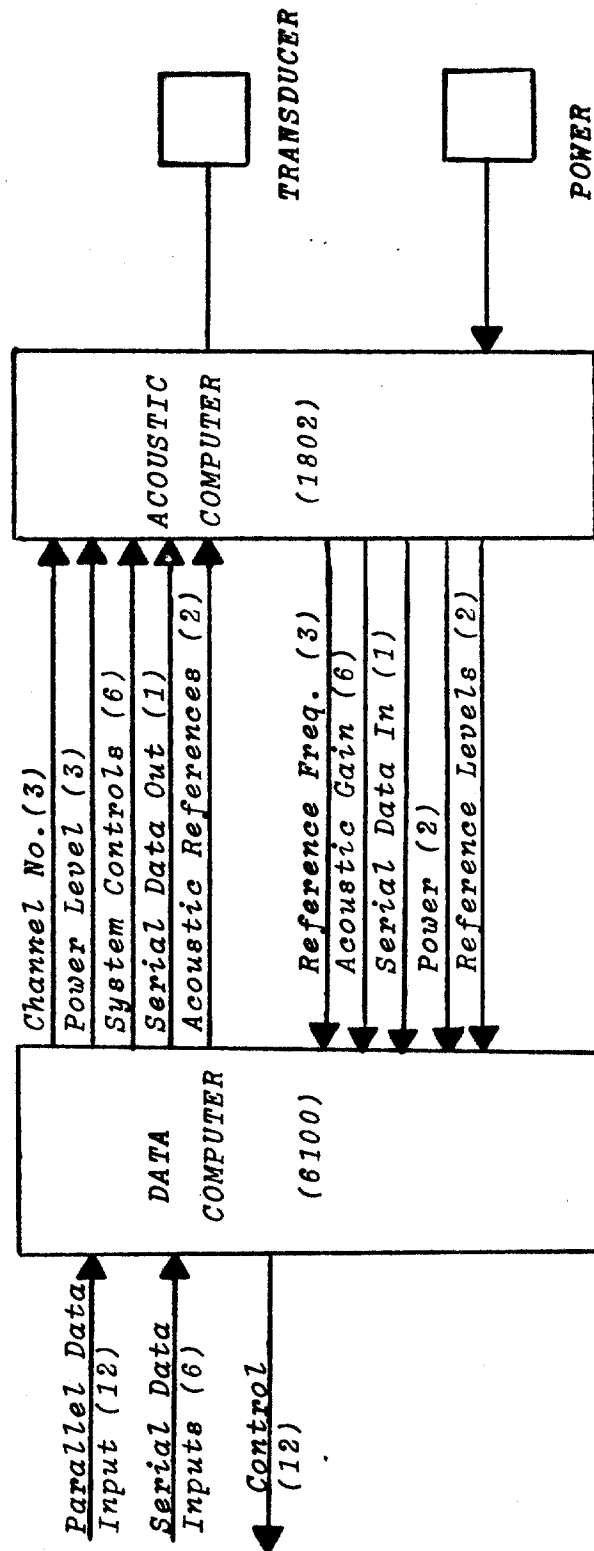 Parallel Data
Input (12)
Serial Data
Inputs (6)
Control
(12)
DATA
COMPUTER
(6100)
Channel No.(3)
Power Level (3)
System Controls (6)
Serial Data Out (1)
Acoustic References (2)
Reference Freq. (3)
Acoustic Gain (6)
Serial Data In (1)
Power (2)
Reference Levels (2)
ACOUSTIC
COMPUTER
(1802)
TRANSDUCER
POWER